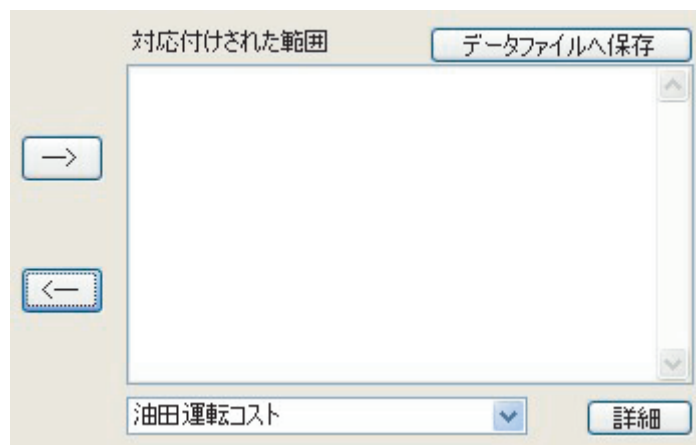 対応付けされた範囲
データファイルへ保存
—>
<—
油田運転コスト
詳細